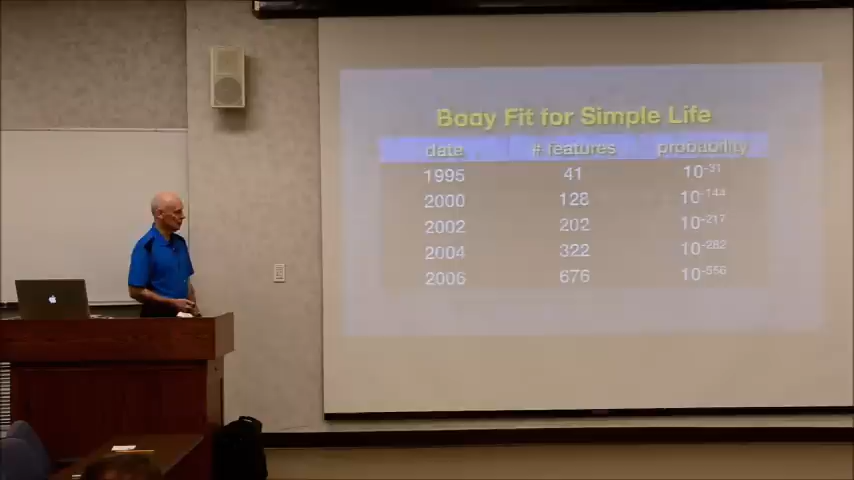 Body Fit for Simple Life
date # features probability
1995 41 10⁻³¹
2000 128 10⁻¹⁴⁴
2002 202 10⁻²¹⁷
2004 322 10⁻²⁸²
2006 676 10⁻⁵⁵⁶